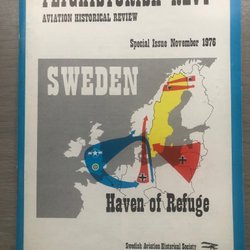 AVIATION HISTORICAL REVIEW
Special Issue November 1976
SWEDEN
Haven of Refuge
Swedish Aviation Historical Society